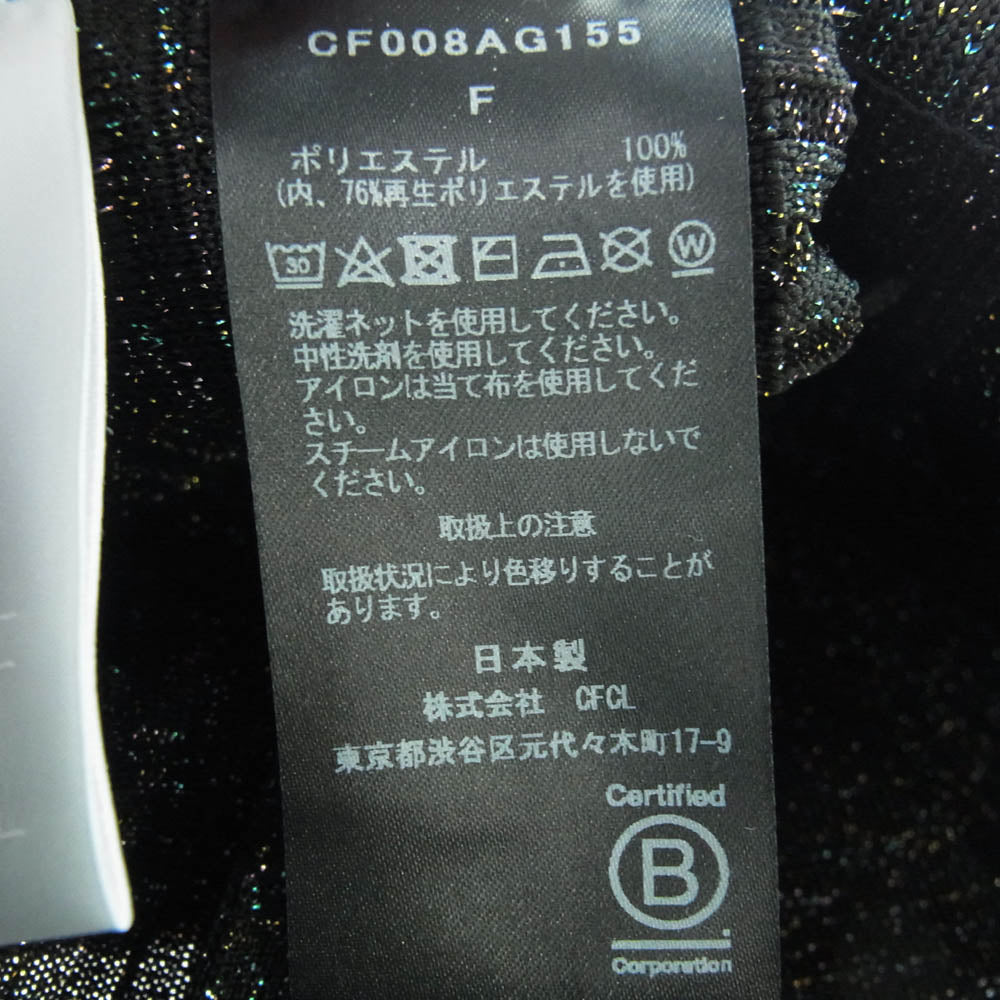 CF008AG155
F
ポリエステル 100%
(内、76%再生ポリエステルを使用)
30 W
洗濯ネットを使用してください。
中性洗剤を使用してください。
アイロンは当て布を使用してくだ
さい。
スチームアイロンは使用しないで
ください。
取扱上の注意
取扱状況により色移りすることが
あります。
日本製
株式会社 CFCL
東京都渋谷区元代々木町17-9
Certified
B
Corporation